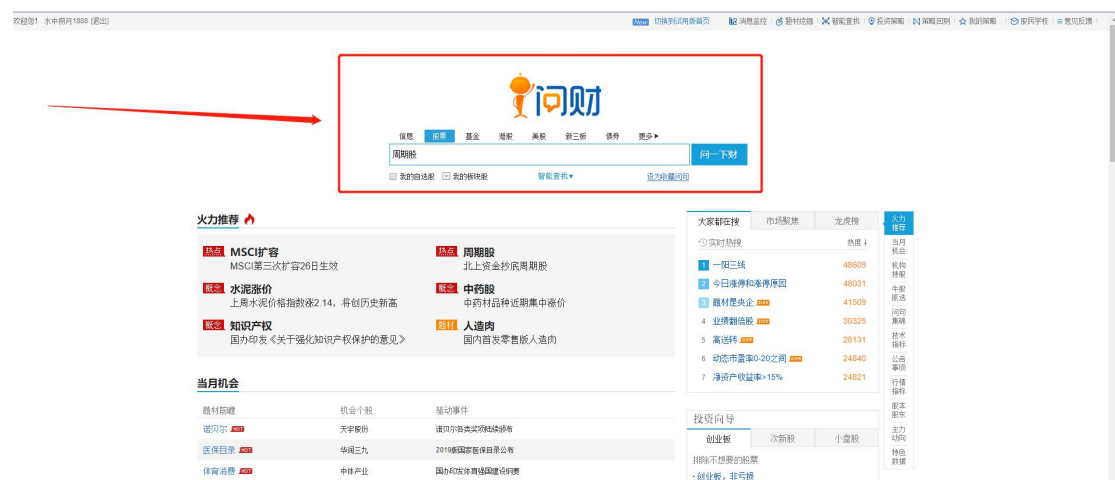 欢迎您! 水中捞月1888 [退出]
New 切换到试用版首页 消息监控 题材挖掘 智能查找 投资策略 策略回测 我的策略 股民学校 意见反馈
问财
信息 股票 基金 港股 美股 新三板 债券 更多
周期股
问一下财
我的自选股 我的板块股 智能查找 设为收藏问句
火力推荐
热点 MSCI扩容
MSCI第三次扩容26日生效
热点 周期股
北上资金抄底周期股
概念 水泥涨价
上周水泥价格指数涨2.14,将创历史新高
概念 中药股
中药材品种近期集中涨价
概念 知识产权
国办印发《关于强化知识产权保护的意见》
题材 人造肉
国内首发零售版人造肉
当月机会
题材前瞻 机会个股 驱动事件
诺贝尔 HOT 天宇股份 诺贝尔各类奖项陆续颁布
医保目录 HOT 华润三九 2019版国家医保目录公布
体育消费 HOT 中体产业 国办印发体育强国建设纲要
大家都在搜 市场聚焦 龙虎榜
实时热搜 热度↓
1 一阳三线 48609
2 今日涨停和涨停原因 48031
3 题材是央企 41509
4 业绩翻倍股 30325
5 高送转 28131
6 动态市盈率0-20之间 24840
7 净资产收益率>15% 24821
投资向导
创业板 次新股 小盘股
排除不想要的股票
·创业板,非亏损
火力
推荐
当月
机会
机构
持股
牛股
抓选
问句
集锦
技术
指标
公告
事项
行情
指标
股本
股东
主力
动向
特色
数据